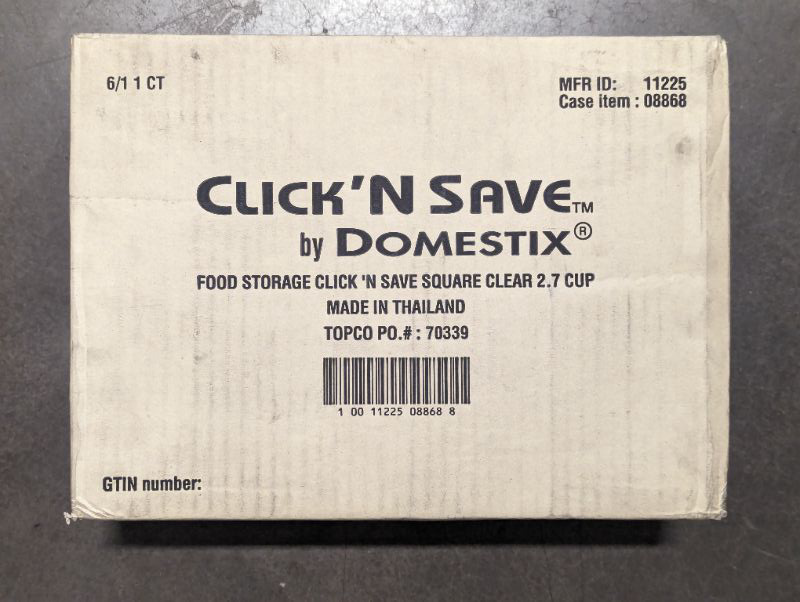 6/1 1 CT
MFR ID: 11225
Case item : 08868
CLICK'N SAVE™
by DOMESTIX®
FOOD STORAGE CLICK 'N SAVE SQUARE CLEAR 2.7 CUP
MADE IN THAILAND
TOPCO PO.# : 70339
1 00 11225 08868 8
GTIN number: